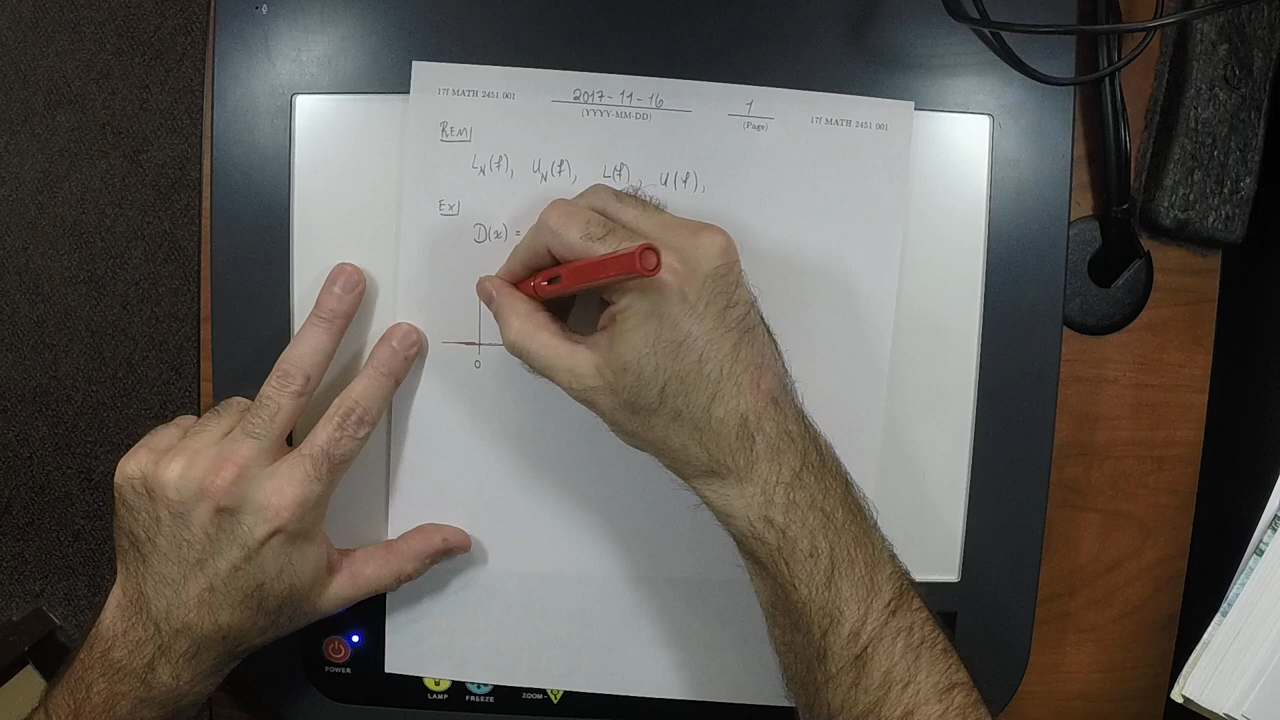 17f MATH 2451 001 2017-11-16 1 17f MATH 2451 001
(YYYY-MM-DD) (Page)
REM
L_N(f), U_N(f), L(f), U(f),
EX
D(x) =
0
POWER
LAMP FREEZE ZOOM